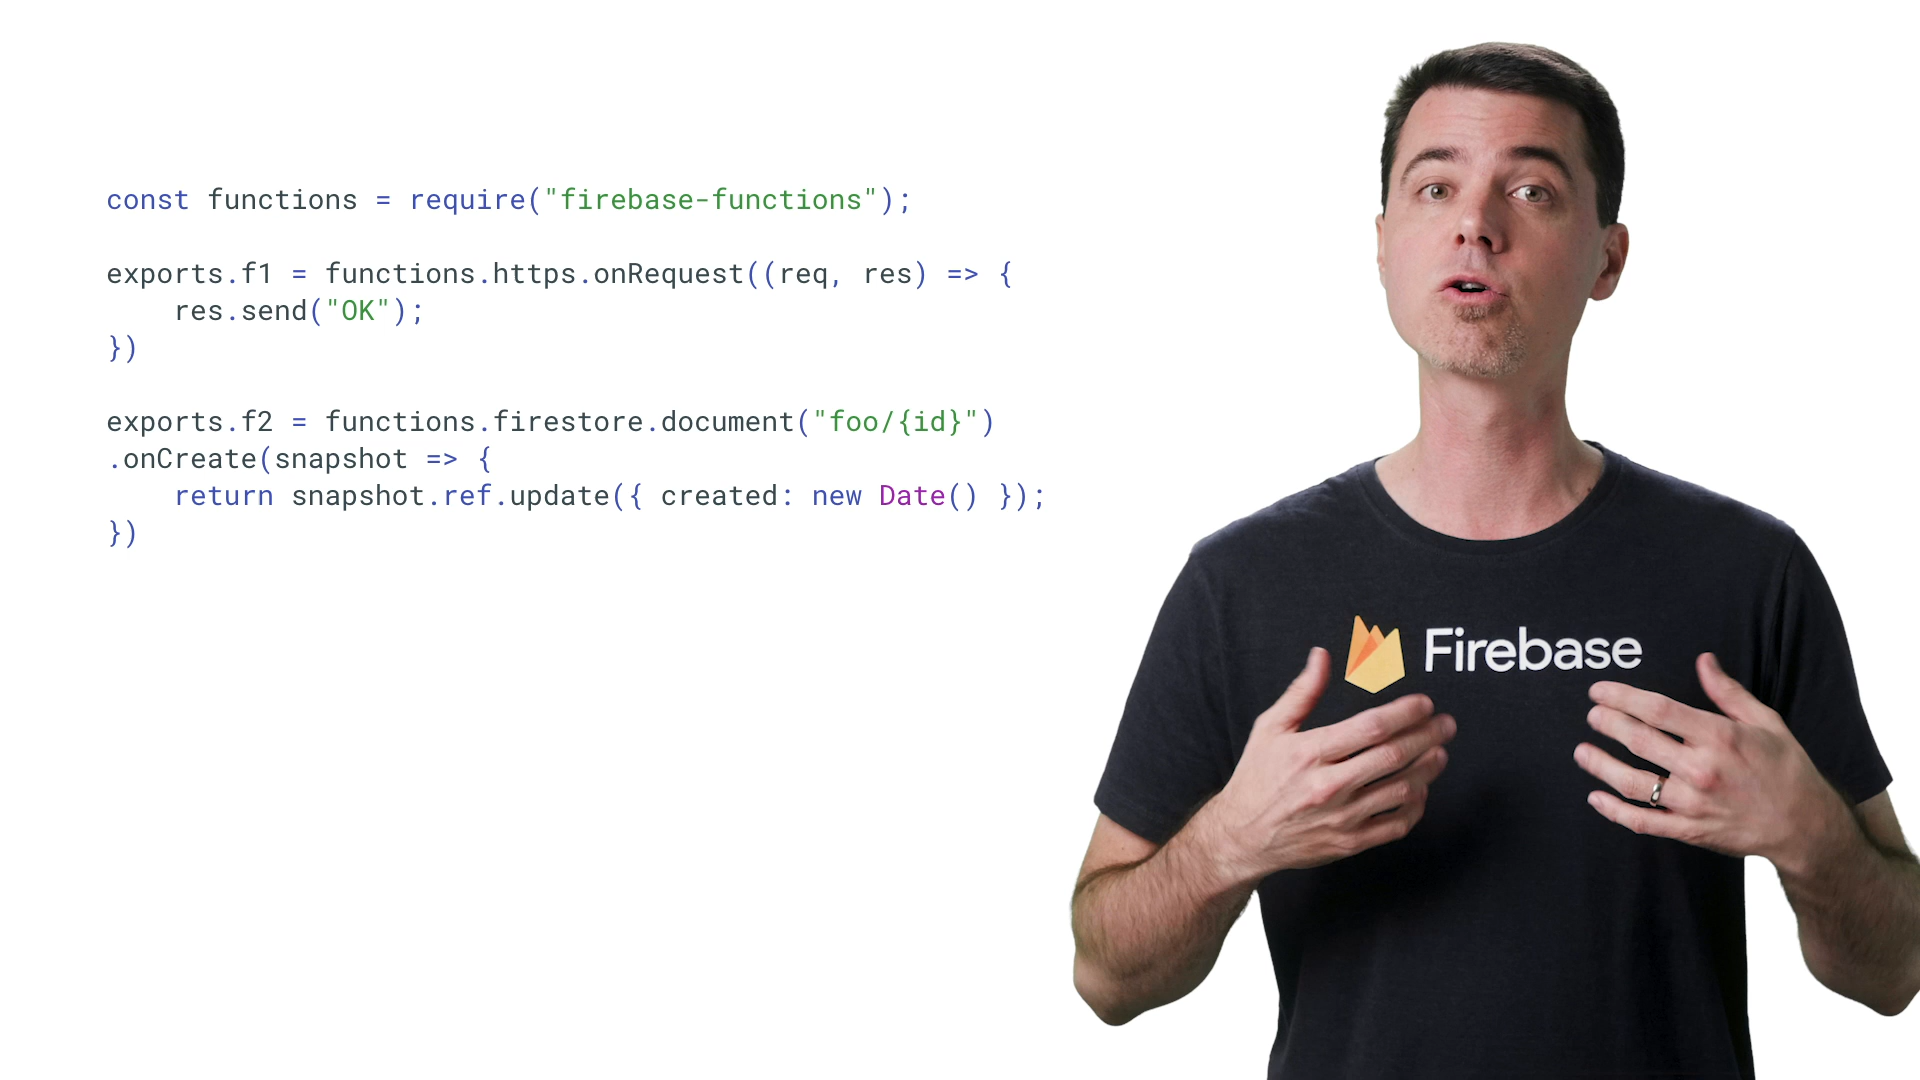 const functions = require("firebase-functions");
exports.f1 = functions.https.onRequest((req, res) => {
    res.send("OK");
})
exports.f2 = functions.firestore.document("foo/{id}")
.onCreate(snapshot => {
    return snapshot.ref.update({ created: new Date() });
})
Firebase